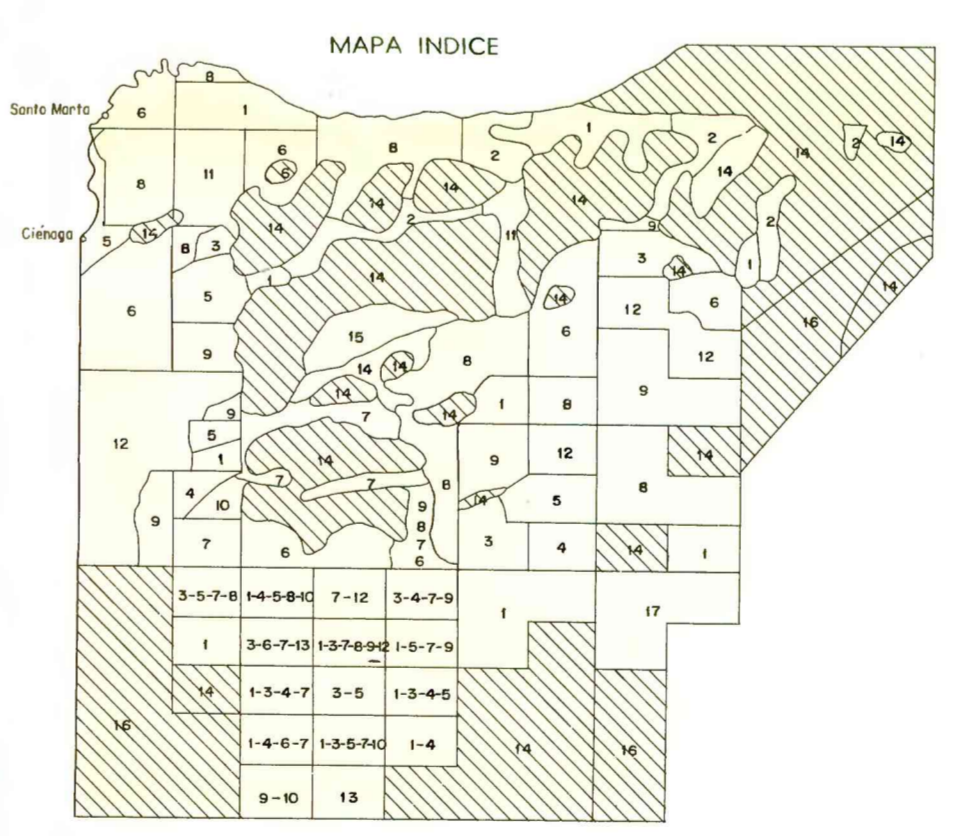 MAPA INDICE
8
Santo Marta 6 1 1 2
6 8 2 14 2 14
8 11 6 14 14
14 14
Ciénaga 5 14 2 11 9 2
8 3 14 3 1
1 14 14
5 14 12 6
6 15 6 16
9 14 14 8 12
14 9
9 7 14 1 8
12 5
1 14 9 12 14
7 7 8 8
4 10 9 14 5
9 8
7 6 7 3 4 14 1
6
3-5-7-8 1-4-5-8-10 7-12 3-4-7-9 1 17
1 3-6-7-13 1-3-7-8-9-12 1-5-7-9
14 1-3-4-7 3-5 1-3-4-5
16 1-4-6-7 1-3-5-7-10 1-4 14 16
9-10 13